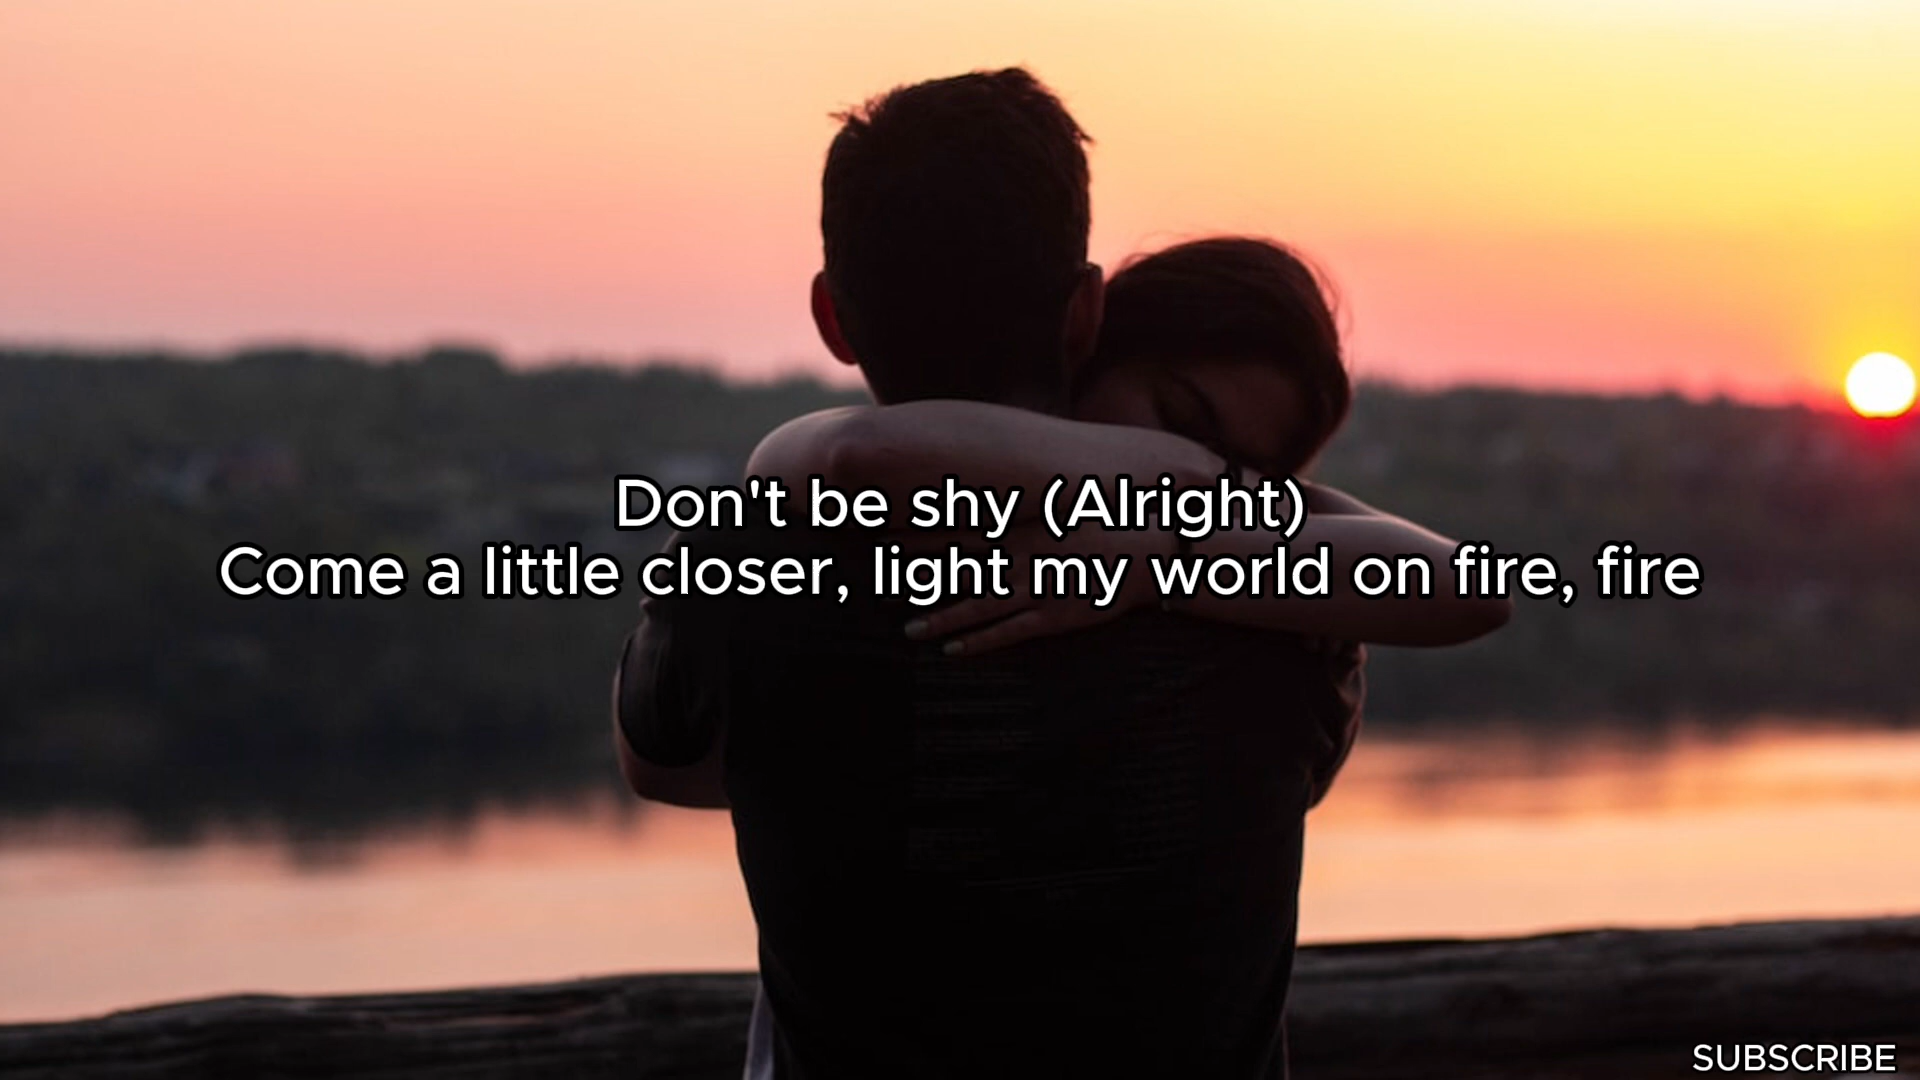 Don't be shy (Alright)
Come a little closer, light my world on fire, fire
SUBSCRIBE